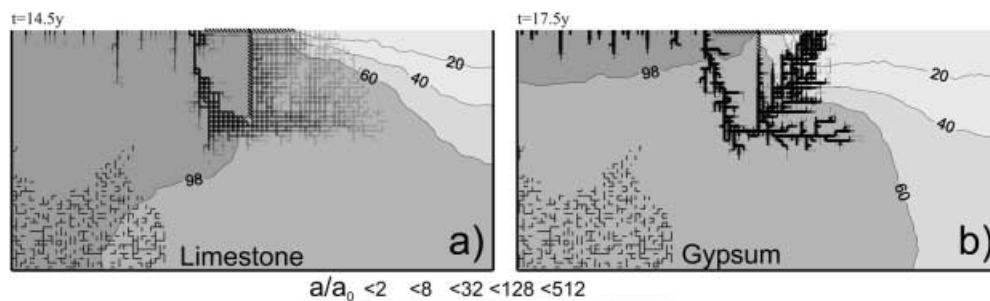 t=14.5y
t=17.5y
20
40
60
98
Limestone
a)
98
20
40
60
Gypsum
b)
a/a₀ <2 <8 <32 <128 <512